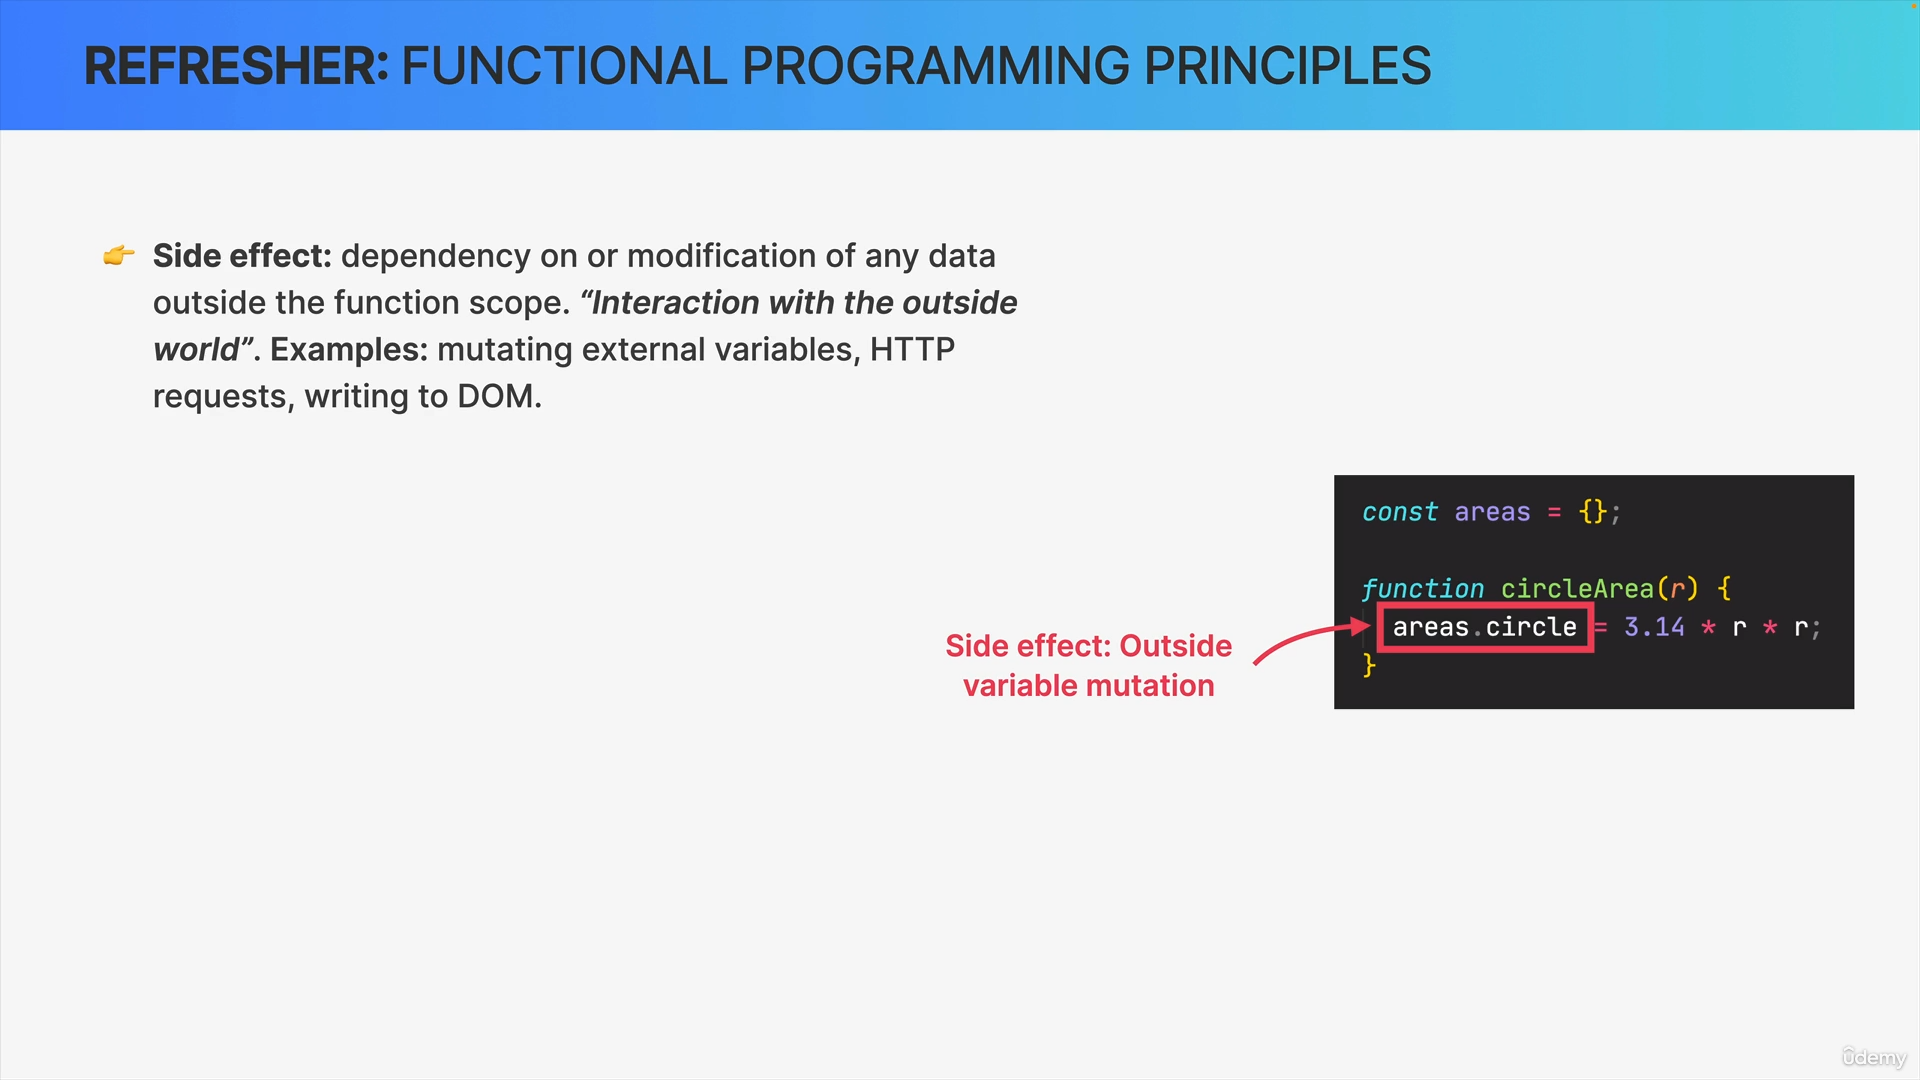 REFRESHER: FUNCTIONAL PROGRAMMING PRINCIPLES
👉 Side effect: dependency on or modification of any data
outside the function scope. “Interaction with the outside
world”. Examples: mutating external variables, HTTP
requests, writing to DOM.
const areas = {};
function circleArea(r) {
areas.circle = 3.14 * r * r;
}
Side effect: Outside
variable mutation
ûdemy